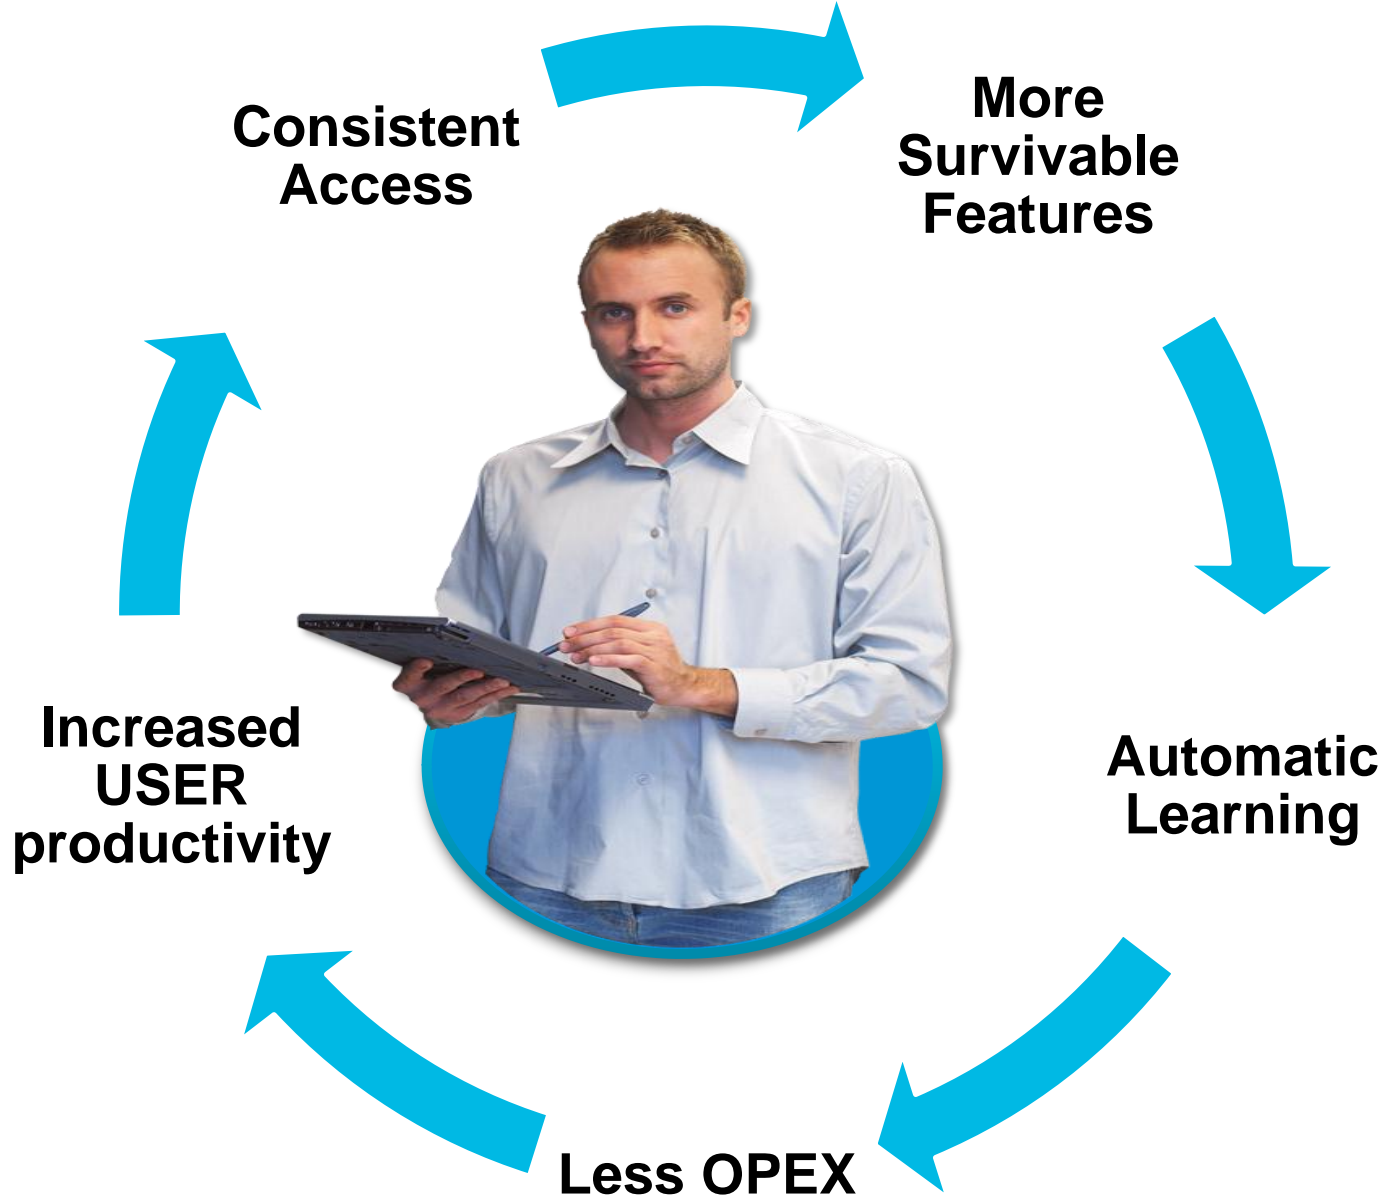 Consistent
Access
More
Survivable
Features
Automatic
Learning
Less OPEX
Increased
USER
productivity